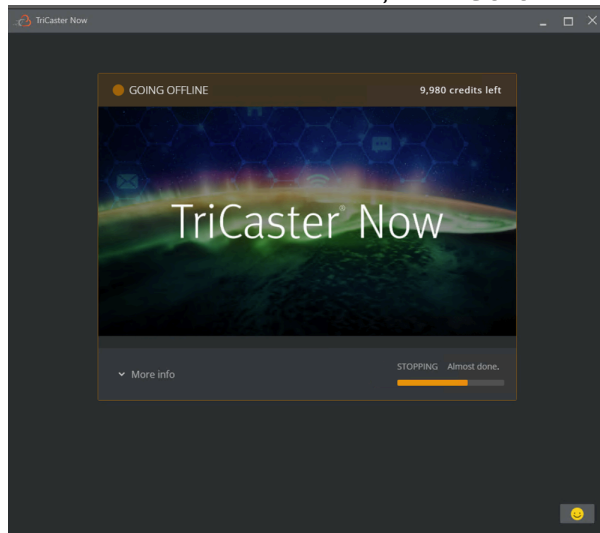 TriCaster Now
GOING OFFLINE
9,980 credits left
TriCaster® Now
More info
STOPPING Almost done.